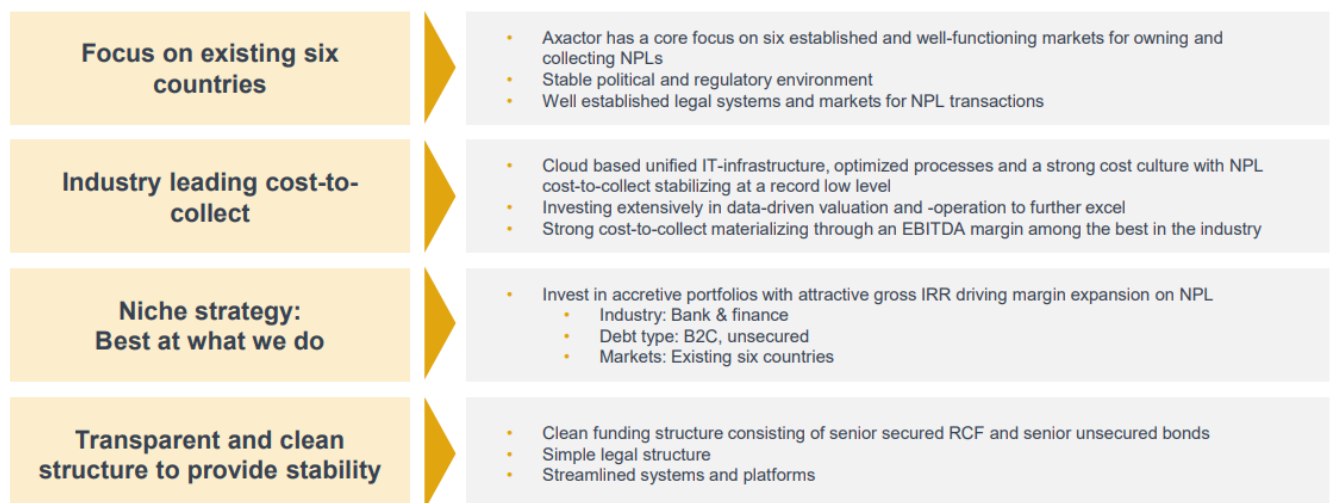 Focus on existing six
countries
• Axactor has a core focus on six established and well-functioning markets for owning and
collecting NPLs
• Stable political and regulatory environment
• Well established legal systems and markets for NPL transactions
Industry leading cost-to-
collect
• Cloud based unified IT-infrastructure, optimized processes and a strong cost culture with NPL
cost-to-collect stabilizing at a record low level
• Investing extensively in data-driven valuation and -operation to further excel
• Strong cost-to-collect materializing through an EBITDA margin among the best in the industry
Niche strategy:
Best at what we do
• Invest in accretive portfolios with attractive gross IRR driving margin expansion on NPL
• Industry: Bank & finance
• Debt type: B2C, unsecured
• Markets: Existing six countries
Transparent and clean
structure to provide stability
• Clean funding structure consisting of senior secured RCF and senior unsecured bonds
• Simple legal structure
• Streamlined systems and platforms